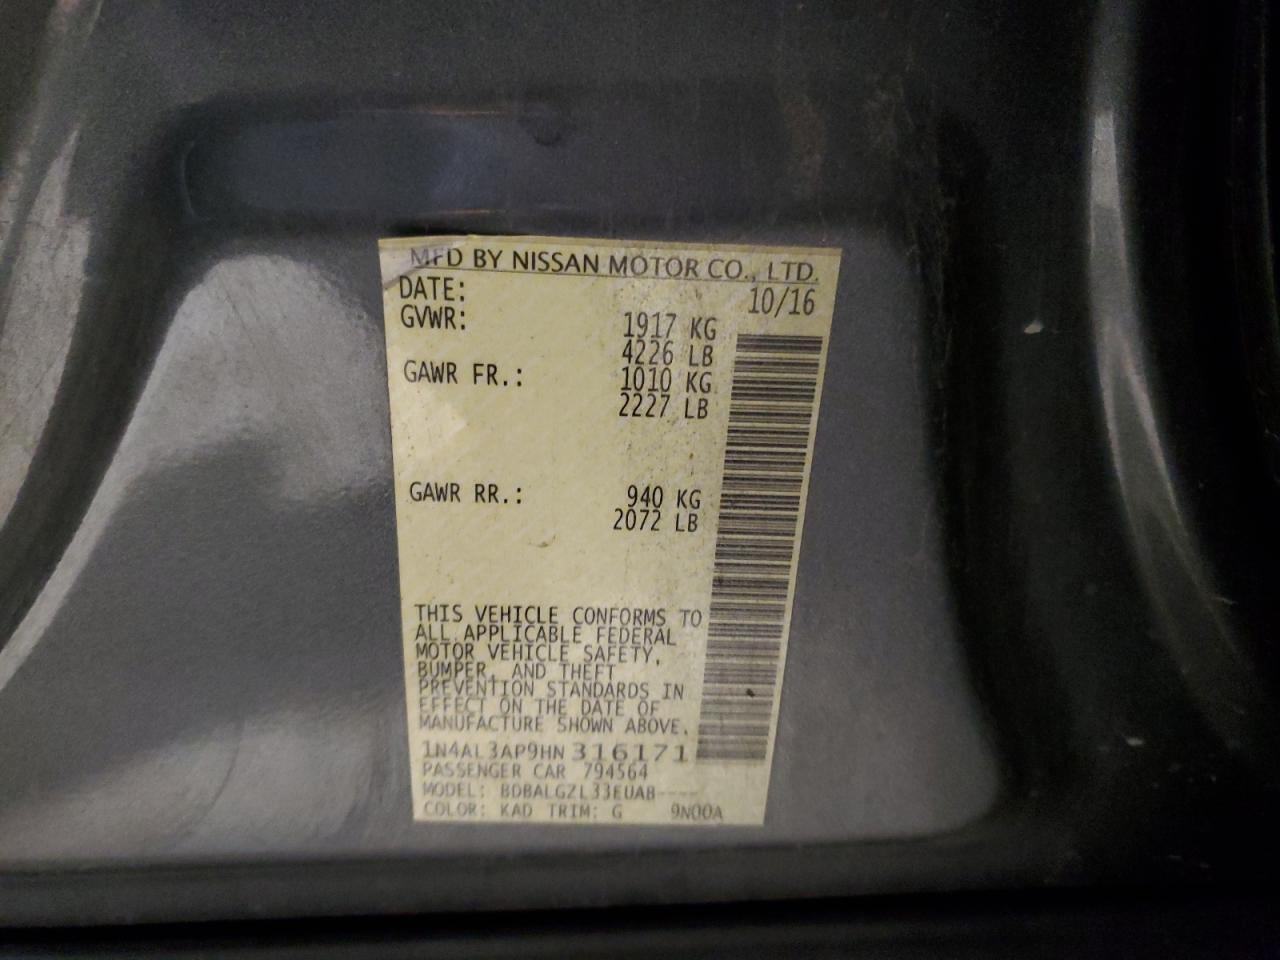 MFD BY NISSAN MOTOR CO., LTD.
DATE: 10/16
GVWR: 1917 KG
4226 LB
GAWR FR.: 1010 KG
2227 LB
GAWR RR.: 940 KG
2072 LB
THIS VEHICLE CONFORMS TO
ALL APPLICABLE FEDERAL
MOTOR VEHICLE SAFETY,
BUMPER, AND THEFT
PREVENTION STANDARDS IN
EFFECT ON THE DATE OF
MANUFACTURE SHOWN ABOVE.
1N4AL3AP9HN316171
PASSENGER CAR 794564
MODEL: BDBALGZL33EUAB----
COLOR: KAD TRIM: G 9N00A